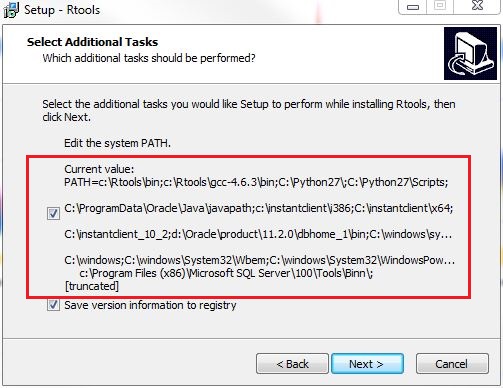 Setup - Rtools
Select Additional Tasks
Which additional tasks should be performed?
Select the additional tasks you would like Setup to perform while installing Rtools, then
click Next.
Edit the system PATH.
Current value:
PATH=c:\Rtools\bin;c:\Rtools\gcc-4.6.3\bin;C:\Python27\;C:\Python27\Scripts;
C:\ProgramData\Oracle\Java\javapath;c:\instantclient\i386;C:\instantclient\x64;
C:\instantclient_10_2;d:\Oracle\product\11.2.0\dbhome_1\bin;C:\windows\sy...
C:\windows;C:\windows\System32\Wbem;C:\windows\System32\WindowsPow...
c:\Program Files (x86)\Microsoft SQL Server\100\Tools\Binn\;
[truncated]
Save version information to registry
< Back
Next >
Cancel